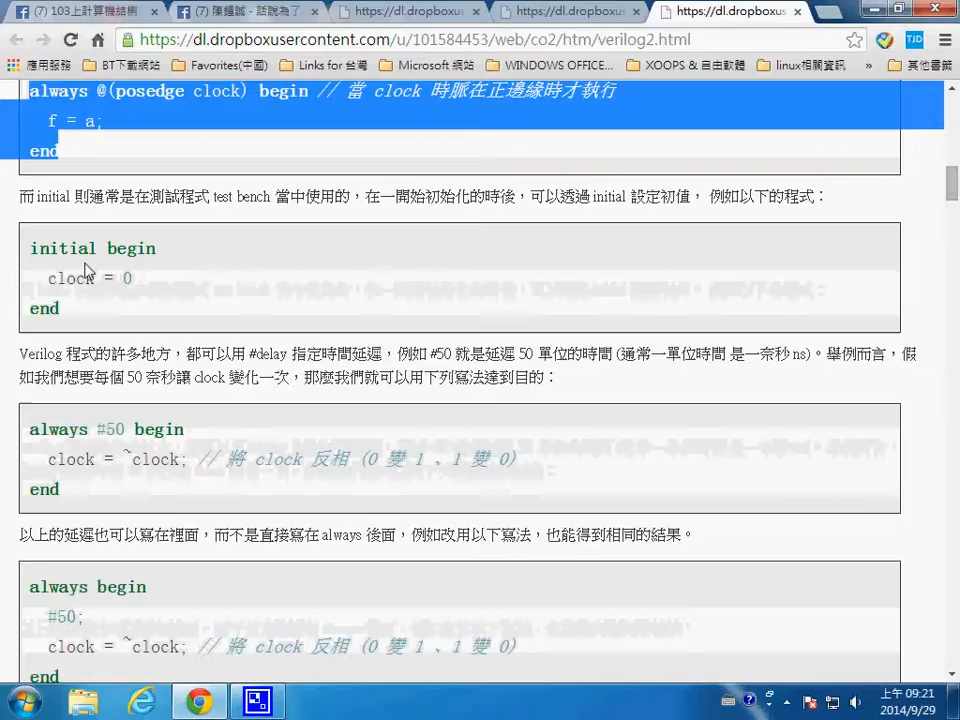 (7) 103上計算機結構
(7) 陳鍾誠 - 話說為了
https://dl.dropboxus
https://dl.dropboxus
https://dl.dropboxus
https://dl.dropboxusercontent.com/u/101584453/web/co2/htm/verilog2.html
應用服務 BT下載網站 Favorites(中國) Links for 台灣 Microsoft 網站 WINDOWS OFFICE... XOOPS & 自由軟體 linux相關資訊 » 其他書籤
always @(posedge clock) begin // 當 clock 時脈在正邊緣時才執行
f = a;
end
而 initial 則通常是在測試程式 test bench 當中使用的，在一開始初始化的時後，可以透過 initial 設定初值， 例如以下的程式：
initial begin
clock = 0
end
Verilog 程式的許多地方，都可以用 #delay 指定時間延遲，例如 #50 就是延遲 50 單位的時間 (通常一單位時間 是一奈秒 ns)。舉例而言，假
如我們想要每個 50 奈秒讓 clock 變化一次，那麼我們就可以用下列寫法達到目的：
always #50 begin
clock = ~clock; // 將 clock 反相 (0 變 1 、1 變 0)
end
以上的延遲也可以寫在裡面，而不是直接寫在 always 後面，例如改用以下寫法，也能得到相同的結果。
always begin
#50;
clock = ~clock; // 將 clock 反相 (0 變 1 、1 變 0)
end
上午 09:21
2014/9/29